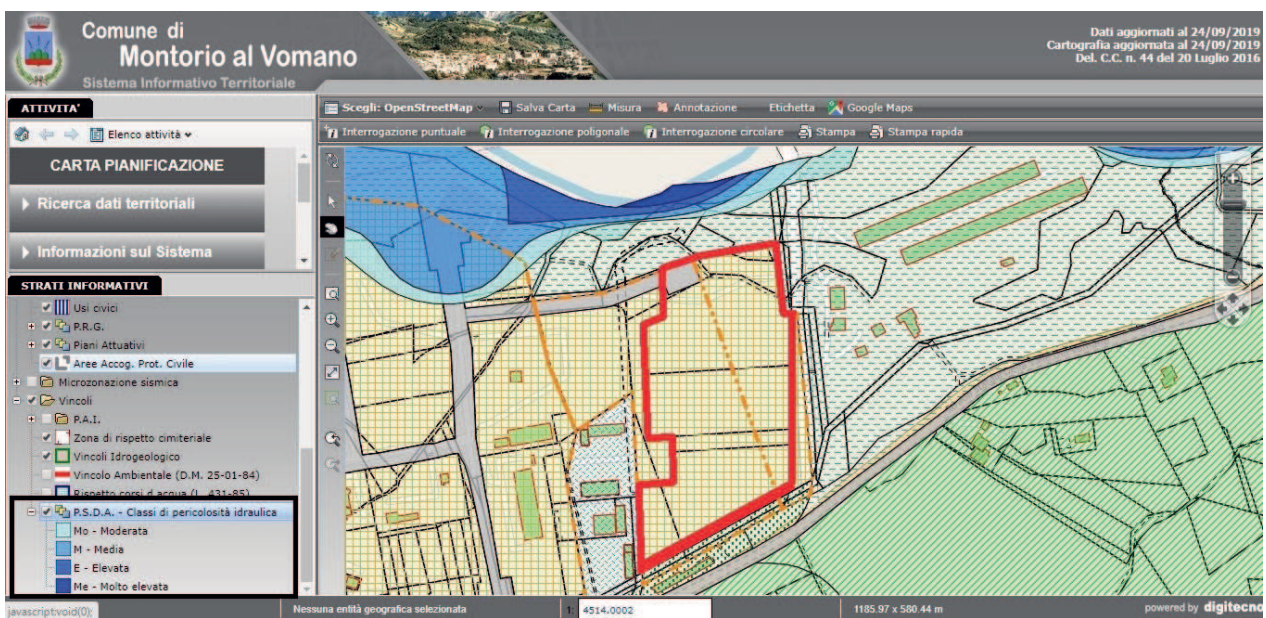 Comune di
Montorio al Vomano
Sistema Informativo Territoriale
Dati aggiornati al 24/09/2019
Cartografia aggiornata al 24/09/2019
Del. C.C. n. 44 del 20 Luglio 2016
ATTIVITA'
Elenco attività
CARTA PIANIFICAZIONE
Ricerca dati territoriali
Informazioni sul Sistema
Scegli: OpenStreetMap Salva Carta Misura Annotazione Etichetta Google Maps
Interrogazione puntuale Interrogazione poligonale Interrogazione circolare Stampa Stampa rapida
STRATI INFORMATIVI
Usi civici
P.R.G.
Piani Attuativi
Aree Accog. Prot. Civile
Microzonazione sismica
Vincoli
P.A.I.
Zona di rispetto cimiteriale
Vincoli Idrogeologico
Vincolo Ambientale (D.M. 25-01-84)
Rispetto corsi d acqua (L. 431-85)
P.S.D.A. - Classi di pericolosità idraulica
Mo - Moderata
M - Media
E - Elevata
Me - Molto elevata
javascript:void(0); Nessuna entità geografica selezionata 1: 4514.0002 1185.97 x 580.44 m powered by digitecno